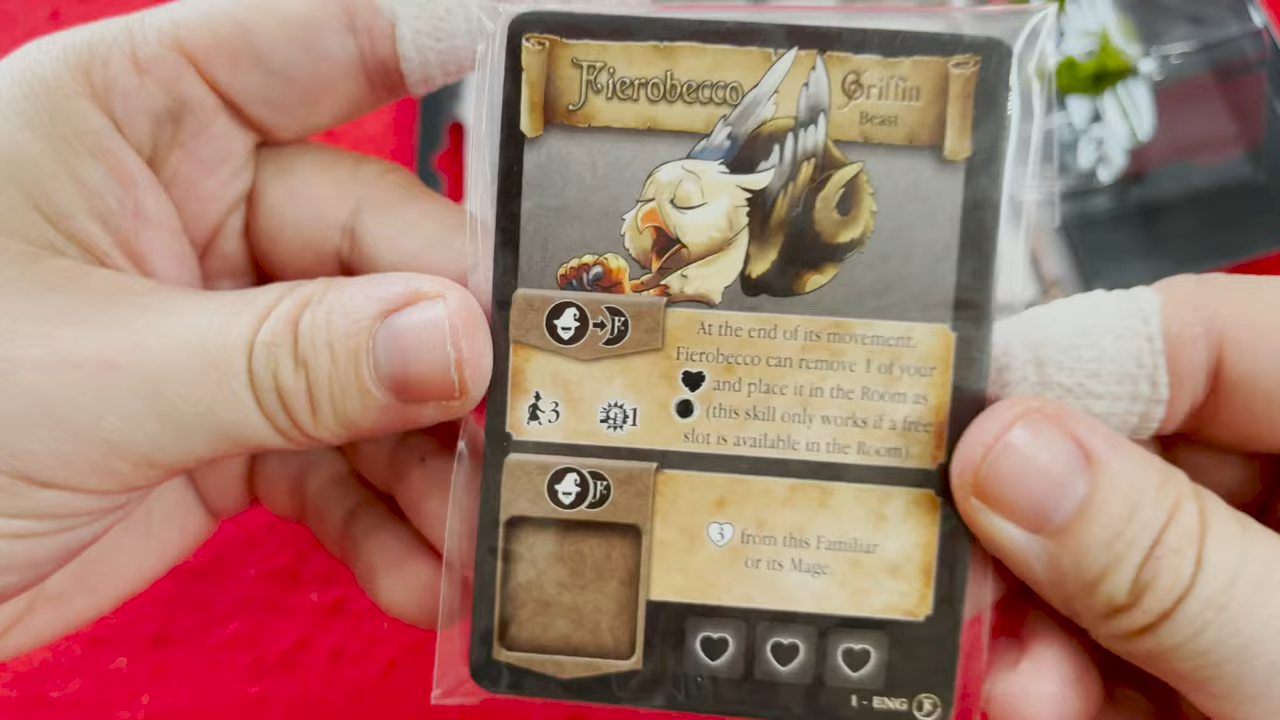 Fierobecco
Griffin
Beast
At the end of its movement,
Fierobecco can remove 1 of your
and place it in the Room as
(this skill only works if a free
slot is available in the Room)
3
1
3 from this Familiar
or its Mage.
1 - ENG